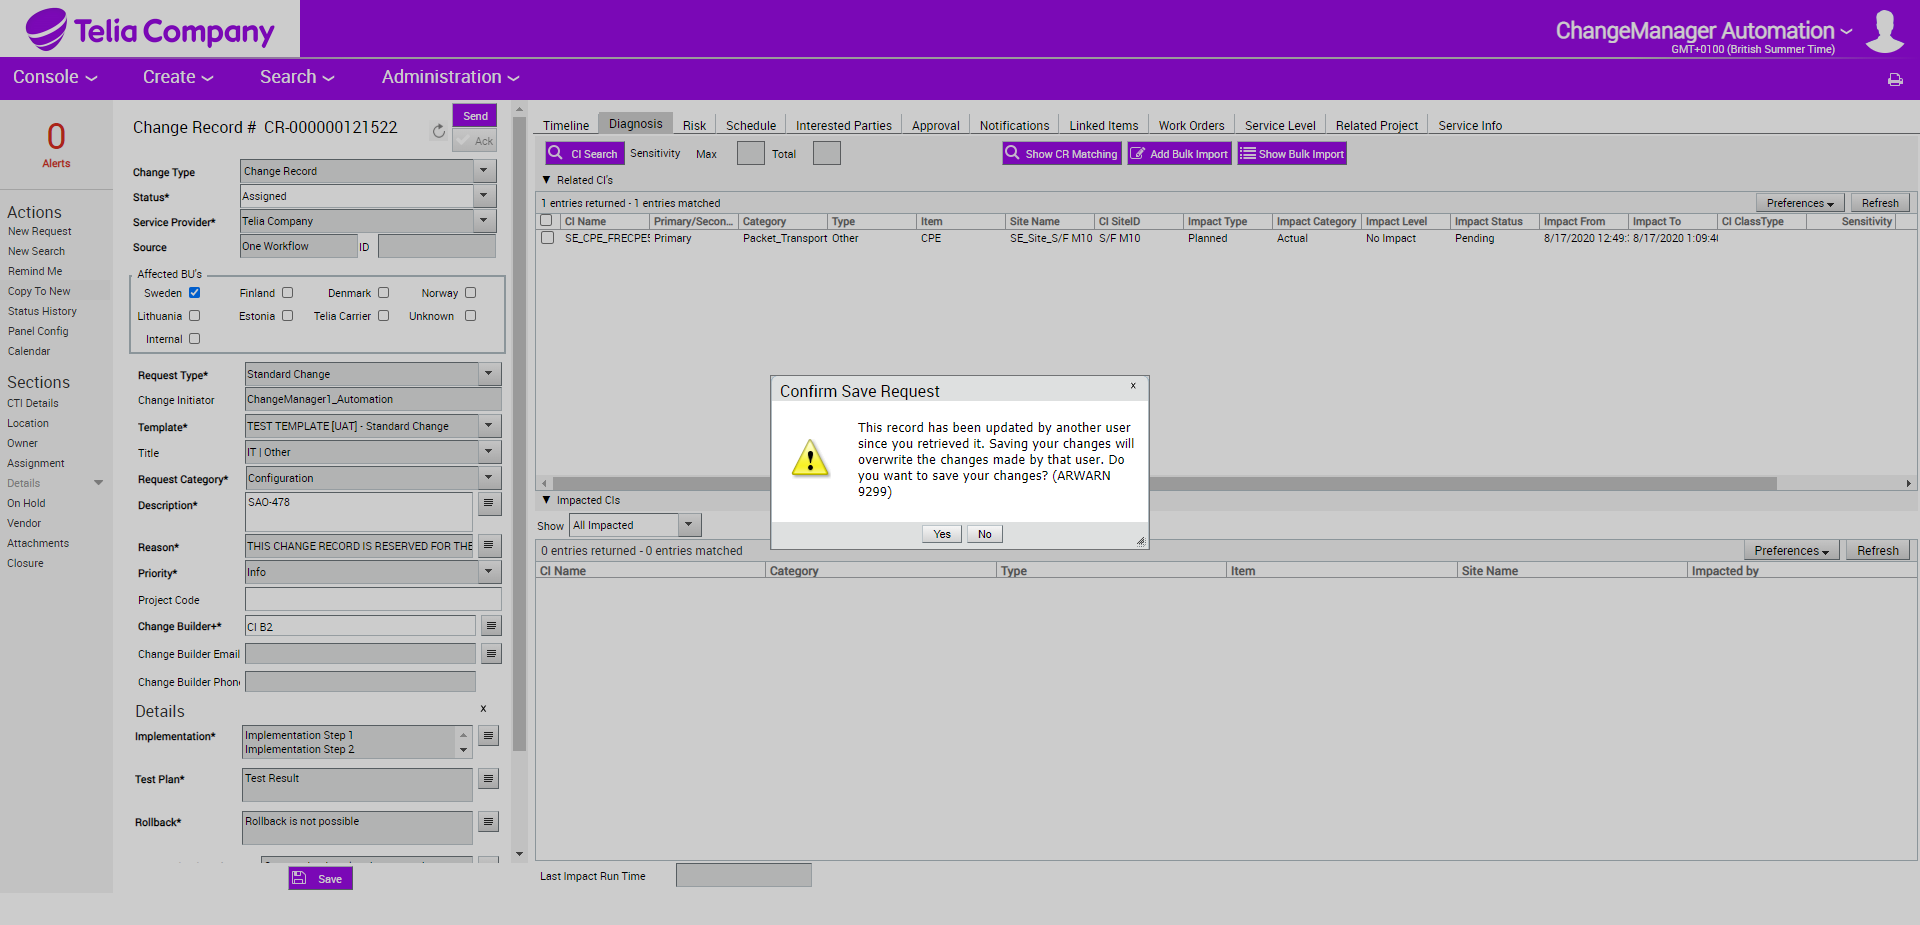 Telia Company
ChangeManager Automation
GMT+0100 (British Summer Time)
Console
Create
Search
Administration
0
Alerts
Actions
New Request
New Search
Remind Me
Copy To New
Status History
Panel Config
Calendar
Sections
CTI Details
Location
Owner
Assignment
Details
On Hold
Vendor
Attachments
Closure
Change Record # CR-000000121522
Send
Ack
Change Type Change Record
Status* Assigned
Service Provider* Telia Company
Source One Workflow ID
Affected BU's
Sweden Finland Denmark Norway
Lithuania Estonia Telia Carrier Unknown
Internal
Request Type* Standard Change
Change Initiator ChangeManager1_Automation
Template* TEST TEMPLATE [UAT] - Standard Change
Title IT | Other
Request Category* Configuration
Description* SAO-478
Reason* THIS CHANGE RECORD IS RESERVED FOR THE
Priority* Info
Project Code
Change Builder+* CI B2
Change Builder Email
Change Builder Phone
Details x
Implementation* Implementation Step 1
Implementation Step 2
Test Plan* Test Result
Rollback* Rollback is not possible
Save
Timeline Diagnosis Risk Schedule Interested Parties Approval Notifications Linked Items Work Orders Service Level Related Project Service Info
CI Search Sensitivity Max Total Show CR Matching Add Bulk Import Show Bulk Import
Related CI's
1 entries returned - 1 entries matched Preferences Refresh
CI Name Primary/Secon... Category Type Item Site Name CI SiteID Impact Type Impact Category Impact Level Impact Status Impact From Impact To CI ClassType Sensitivity
SE_CPE_FRECPES Primary Packet_Transport Other CPE SE_Site_S/F M10 S/F M10 Planned Actual No Impact Pending 8/17/2020 12:49: 8/17/2020 1:09:4
Confirm Save Request x
This record has been updated by another user
since you retrieved it. Saving your changes will
overwrite the changes made by that user. Do
you want to save your changes? (ARWARN
9299)
Yes No
Impacted CIs
Show All Impacted
0 entries returned - 0 entries matched Preferences Refresh
CI Name Category Type Item Site Name Impacted by
Last Impact Run Time